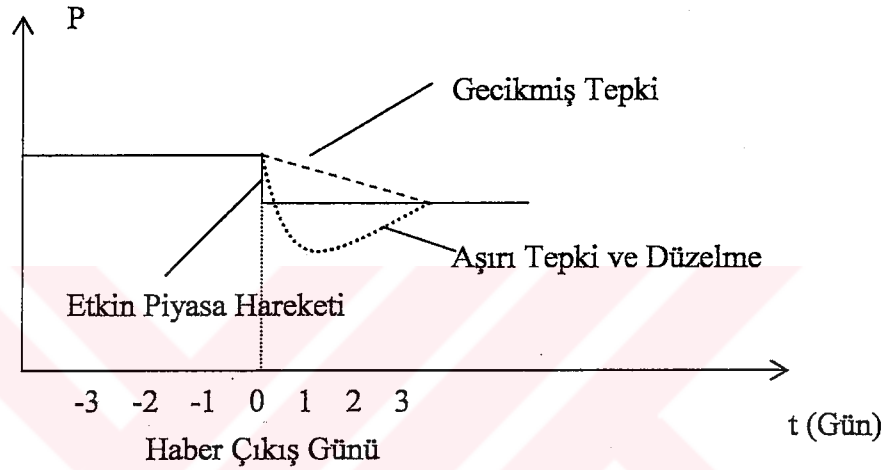 P
Gecikmiş Tepki
Aşırı Tepki ve Düzelme
Etkin Piyasa Hareketi
-3 -2 -1 0 1 2 3
t (Gün)
Haber Çıkış Günü